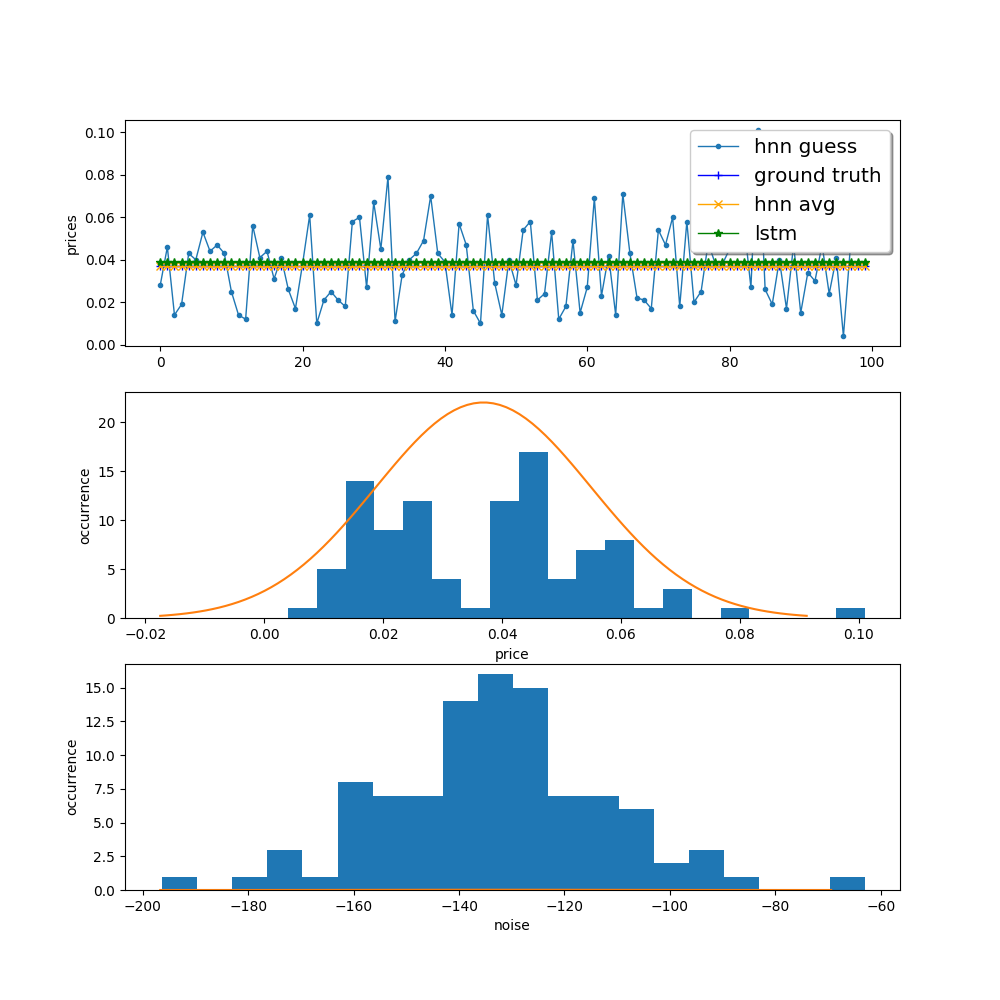 hnn guess
ground truth
hnn avg
lstm
prices
0.10
0.08
0.06
0.04
0.02
0.00
0 20 40 60 80 100
occurrence
20
15
10
5
0
−0.02 0.00 0.02 0.04 0.06 0.08 0.10
price
occurrence
15.0
12.5
10.0
7.5
5.0
2.5
0.0
−200 −180 −160 −140 −120 −100 −80 −60
noise